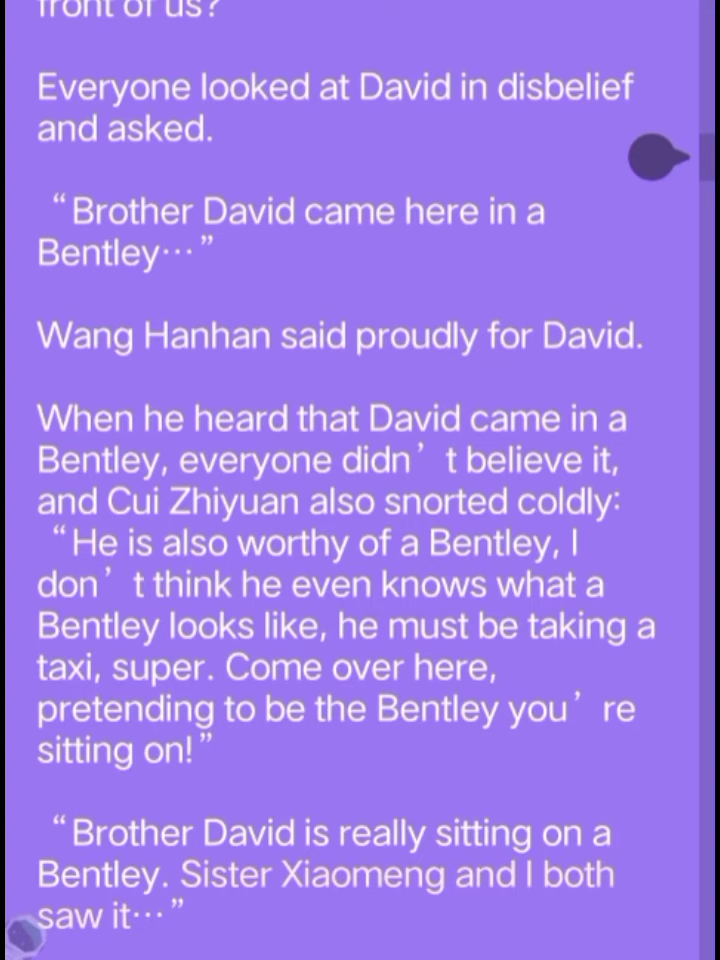 front of us?
Everyone looked at David in disbelief
and asked.
“Brother David came here in a
Bentley…”
Wang Hanhan said proudly for David.
When he heard that David came in a
Bentley, everyone didn’t believe it,
and Cui Zhiyuan also snorted coldly:
“He is also worthy of a Bentley, I
don’t think he even knows what a
Bentley looks like, he must be taking a
taxi, super. Come over here,
pretending to be the Bentley you’re
sitting on!”
“Brother David is really sitting on a
Bentley. Sister Xiaomeng and I both
saw it…”